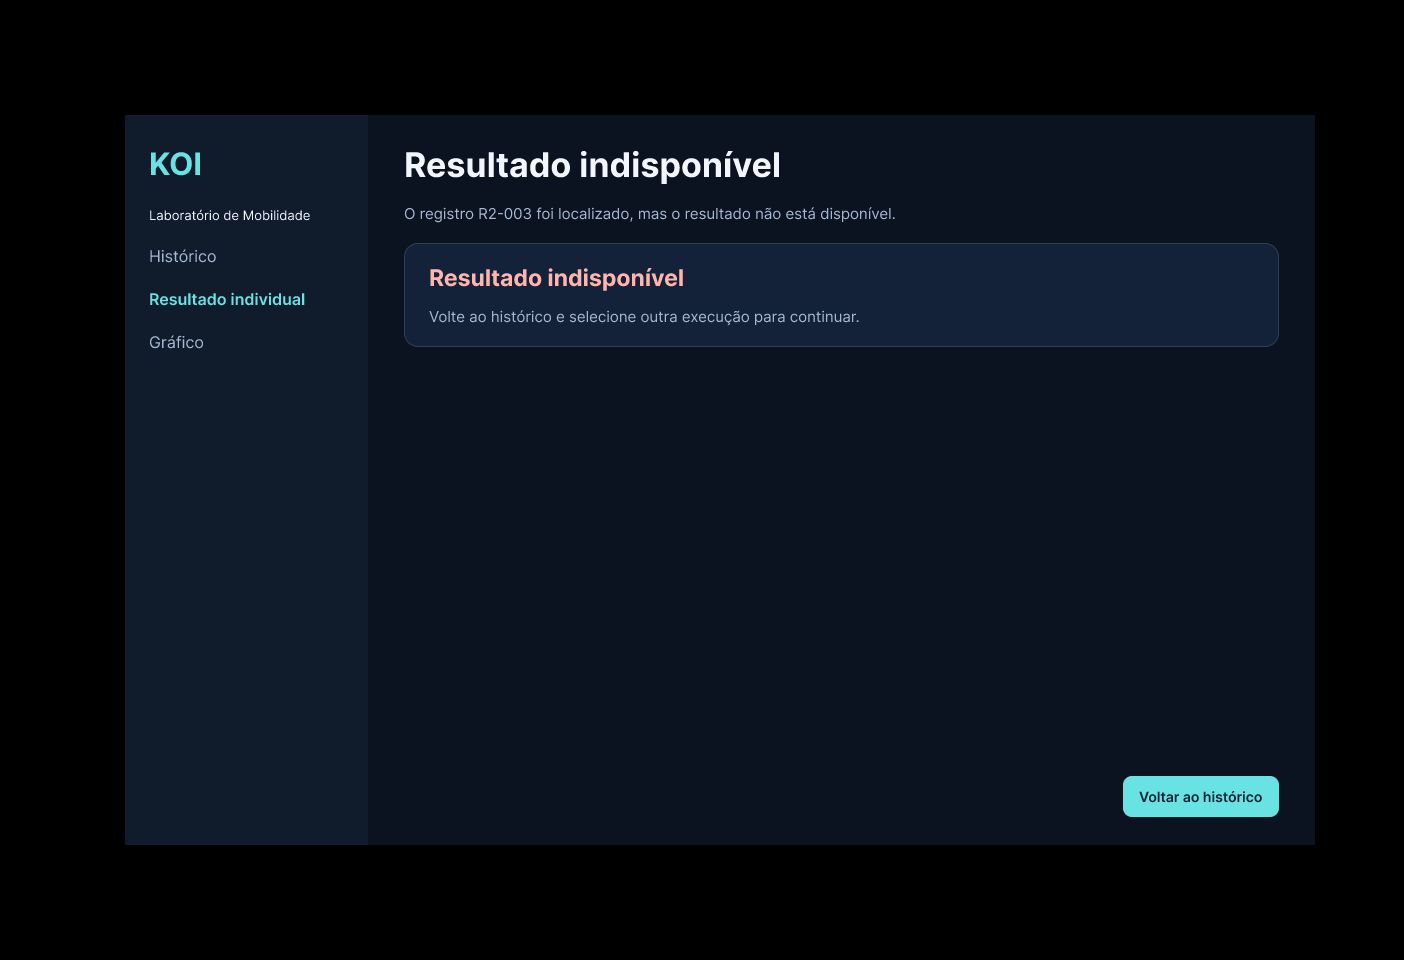 KOI
Laboratório de Mobilidade
Histórico
Resultado individual
Gráfico
Resultado indisponível
O registro R2-003 foi localizado, mas o resultado não está disponível.
Resultado indisponível
Volte ao histórico e selecione outra execução para continuar.
Voltar ao histórico